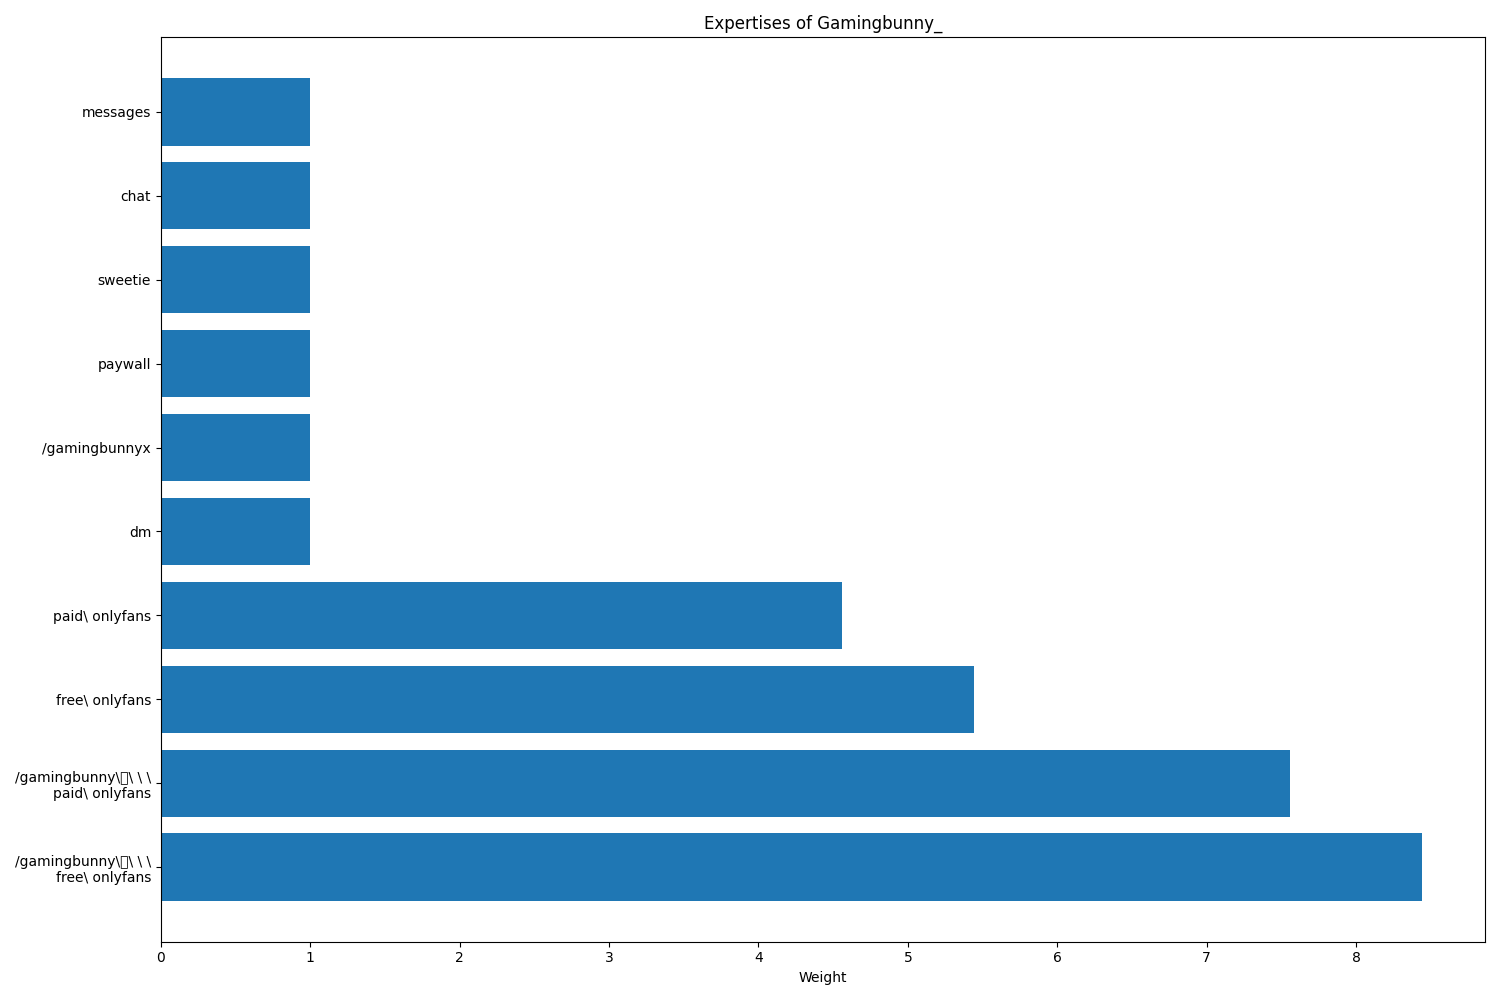 Expertises of Gamingbunny_
messages
chat
sweetie
paywall
/gamingbunnyx
dm
paid\ onlyfans
free\ onlyfans
/gamingbunny\▯\ \ \
paid\ onlyfans
/gamingbunny\▯\ \ \
free\ onlyfans
0 1 2 3 4 5 6 7 8
Weight